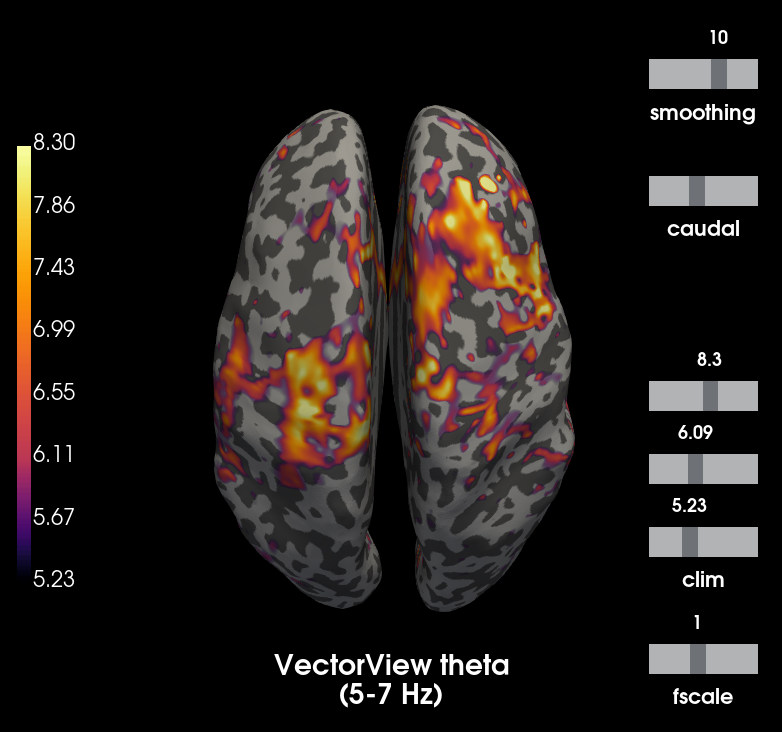 8.30
7.86
7.43
6.99
6.55
6.11
5.67
5.23
VectorView theta
(5-7 Hz)
10
smoothing
caudal
8.3
6.09
5.23
clim
1
fscale